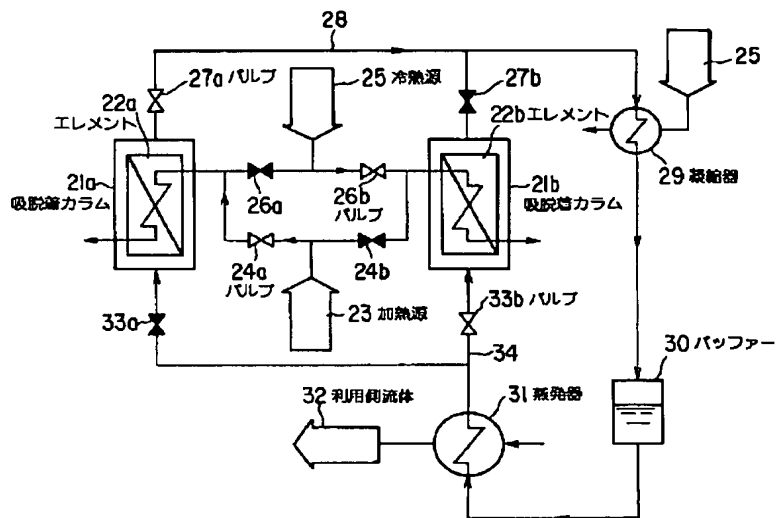 28
27a バルブ
25 冷熱源
27b
25
22a
エレメント
22b エレメント
21a
吸脱着カラム
26a
26b
バルブ
21b
吸脱着カラム
29 凝縮器
24a
バルブ
24b
23 加熱源
33a
33b バルブ
34
30 バッファー
32 利用側流体
31 蒸発器